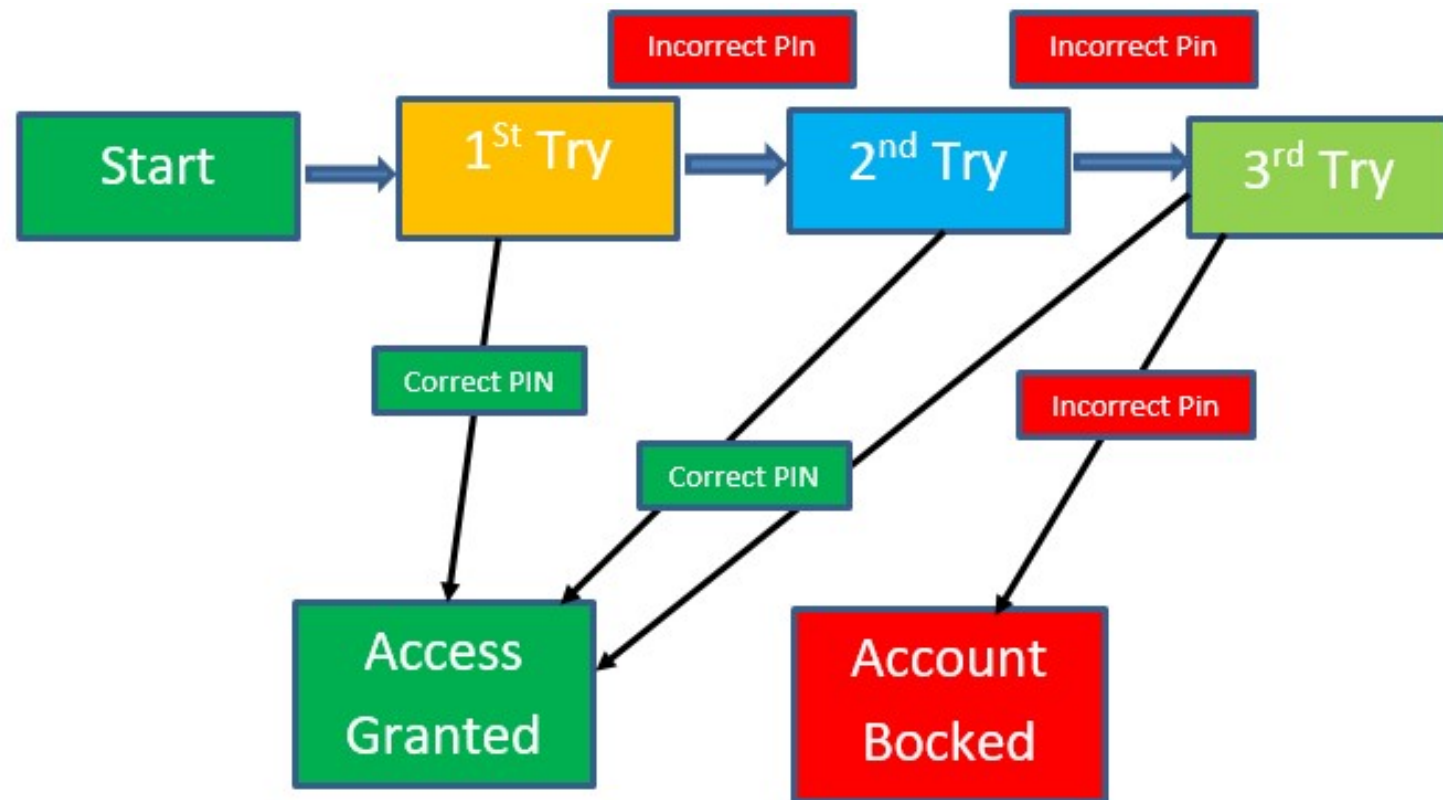 Incorrect PIn
Incorrect Pin
Start
1St Try
2nd Try
3rd Try
Correct PIN
Incorrect Pin
Correct PIN
Access
Granted
Account
Bocked